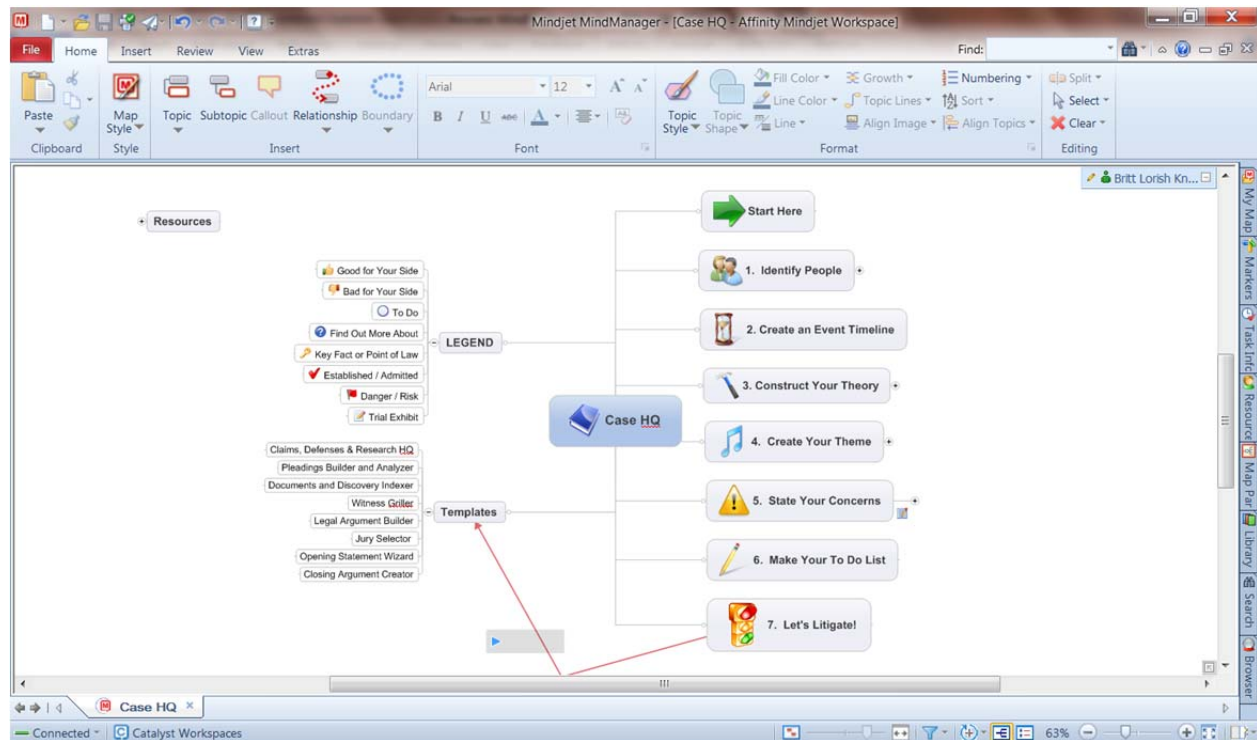 Mindjet MindManager - [Case HQ - Affinity Mindjet Workspace]
File Home Insert Review View Extras Find:
Paste
Map Style
Topic Subtopic Callout Relationship Boundary
Arial 12
B I U abc A
Topic Style
Topic Shape
Fill Color Growth Numbering Split
Line Color Topic Lines Sort Select
Line Align Image Align Topics Clear
Clipboard Style Insert Font Format Editing
Britt Lorish Kn...
Resources
Good for Your Side
Bad for Your Side
To Do
Find Out More About
Key Fact or Point of Law
Established / Admitted
Danger / Risk
Trial Exhibit
LEGEND
Claims, Defenses & Research HQ
Pleadings Builder and Analyzer
Documents and Discovery Indexer
Witness Griller
Legal Argument Builder
Jury Selector
Opening Statement Wizard
Closing Argument Creator
Templates
Case HQ
Start Here
1. Identify People
2. Create an Event Timeline
3. Construct Your Theory
4. Create Your Theme
5. State Your Concerns
6. Make Your To Do List
7. Let's Litigate!
My Map
Markers
Task Info
Resource
Map Par
Library
Search
Browser
Case HQ
Connected Catalyst Workspaces 63%